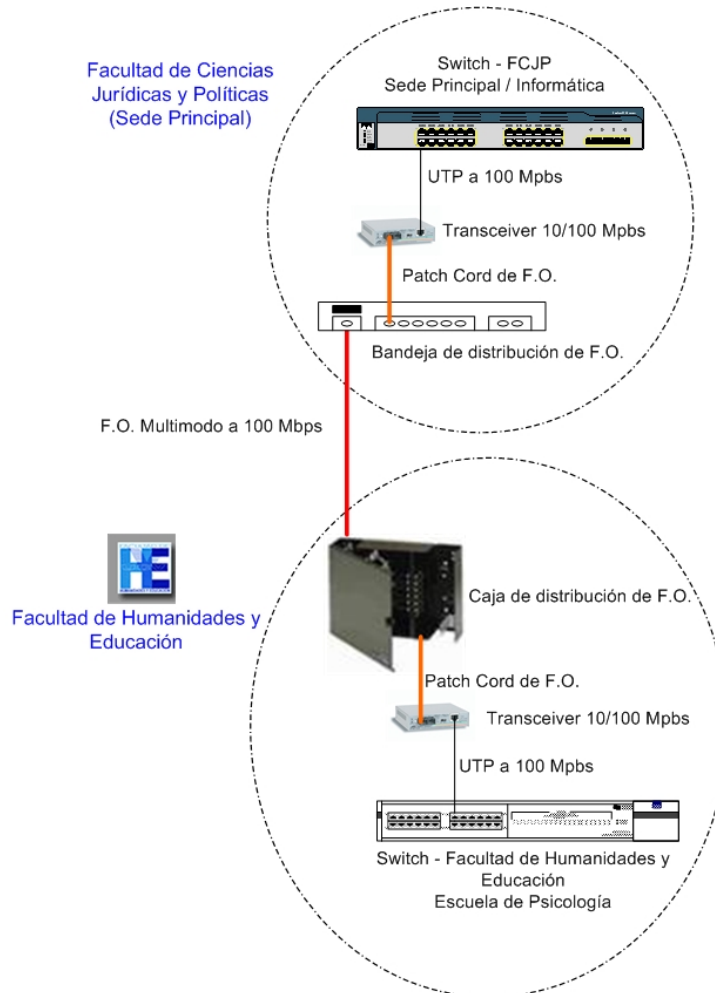 Facultad de Ciencias
Jurídicas y Políticas
(Sede Principal)
Switch - FCJP
Sede Principal / Informática
UTP a 100 Mpbs
Transceiver 10/100 Mpbs
Patch Cord de F.O.
Bandeja de distribución de F.O.
F.O. Multimodo a 100 Mbps
HE
Facultad de Humanidades y
Educación
Caja de distribución de F.O.
Patch Cord de F.O.
Transceiver 10/100 Mpbs
UTP a 100 Mpbs
Switch - Facultad de Humanidades y
Educación
Escuela de Psicología